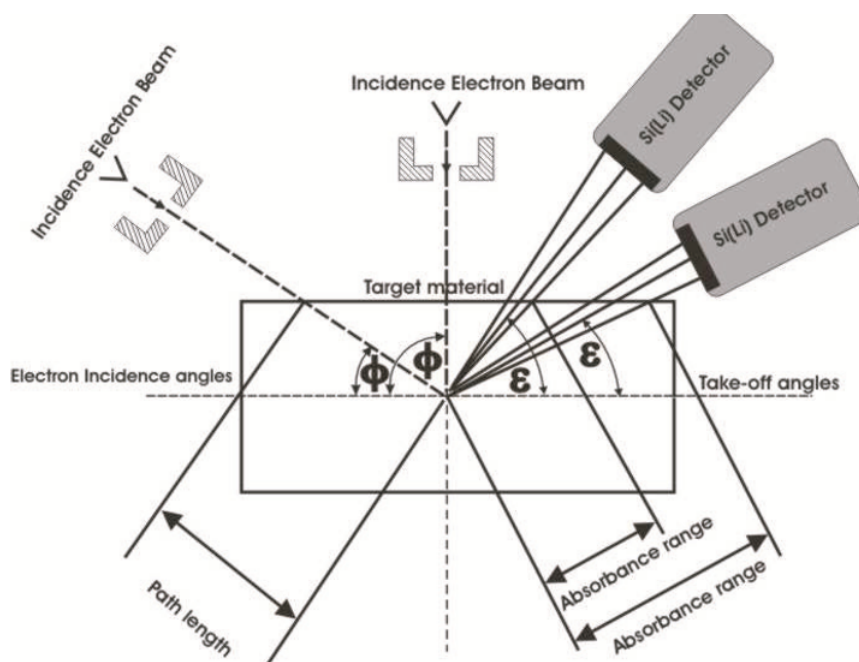 Incidence Electron Beam
Incidence Electron Beam
Si(Li) Detector
Si(Li) Detector
Target material
Electron Incidence angles
ϕ
ϕ
ε
ε
Take-off angles
Path length
Absorbance range
Absorbance range